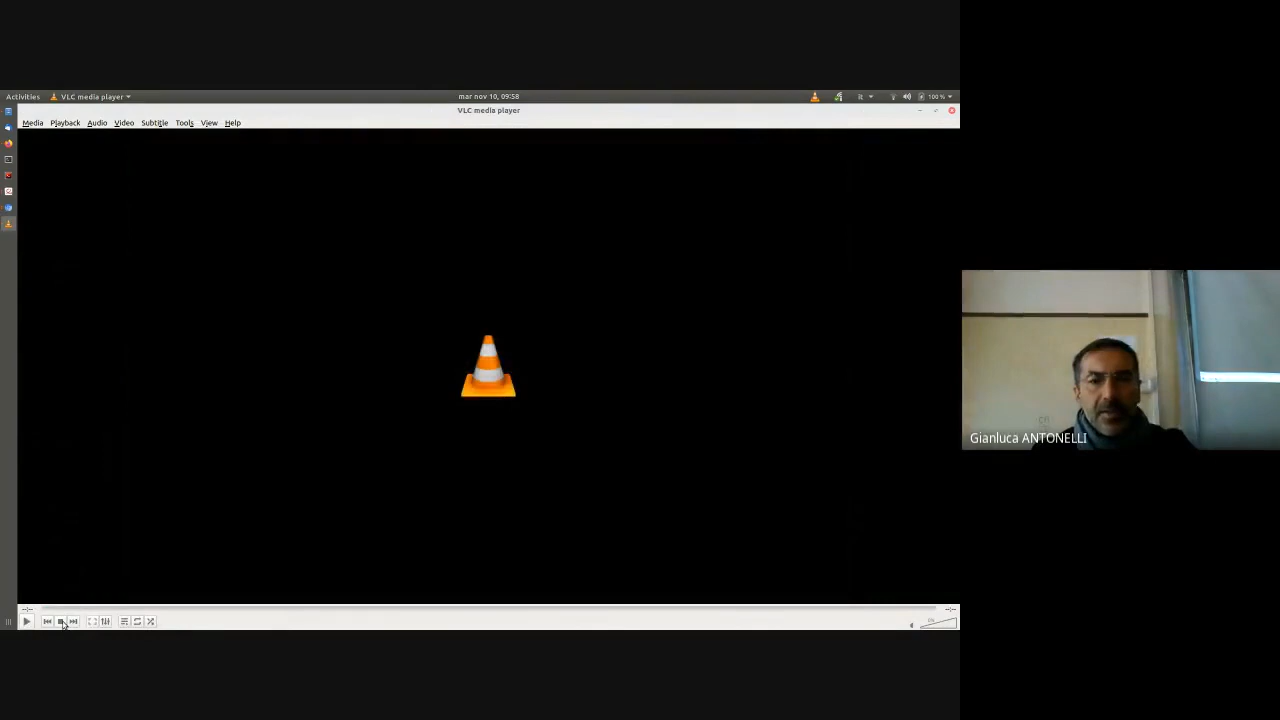 Activities VLC media player mar nov 10, 09:58 100 %
VLC media player
Media Playback Audio Video Subtitle Tools View Help
Gianluca ANTONELLI
--:-- --:--